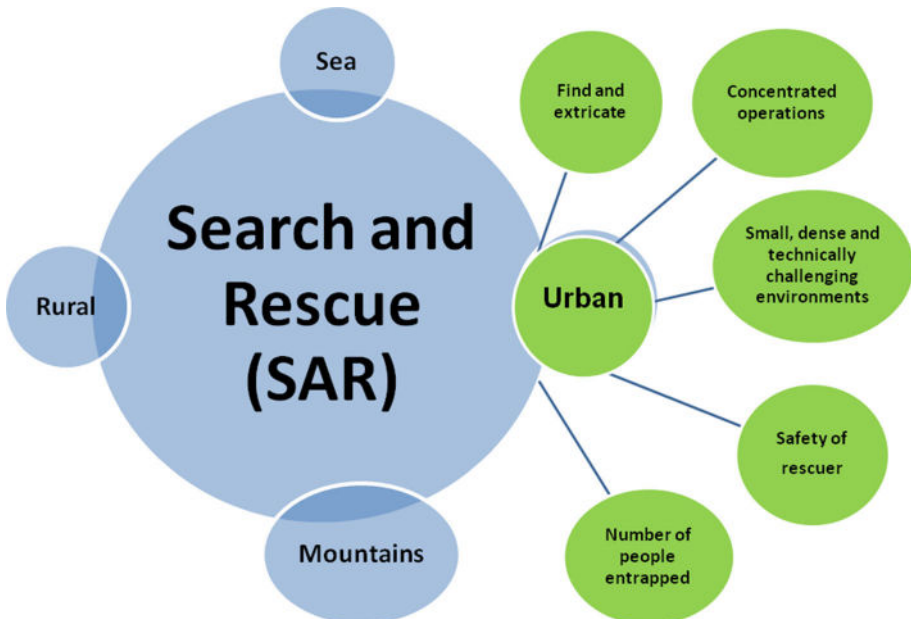 Sea
Search and
Rescue
(SAR)
Rural
Mountains
Urban
Find and
extricate
Concentrated
operations
Small, dense and
technically
challenging
environments
Safety of
rescuer
Number of
people
entrapped